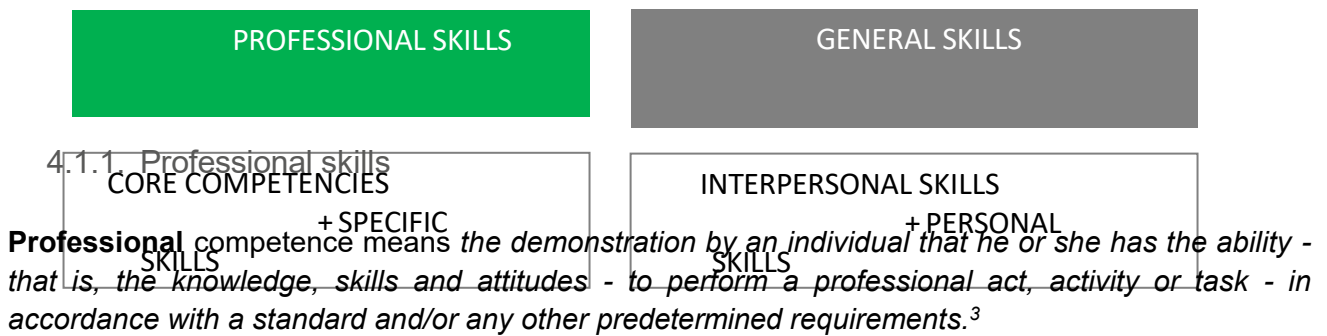 PROFESSIONAL SKILLS
GENERAL SKILLS
4.1.1. Professional skills
CORE COMPETENCIES
+ SPECIFIC
SKILLS
INTERPERSONAL SKILLS
+ PERSONAL
SKILLS
Professional competence means the demonstration by an individual that he or she has the ability -
that is, the knowledge, skills and attitudes - to perform a professional act, activity or task - in
accordance with a standard and/or any other predetermined requirements.³